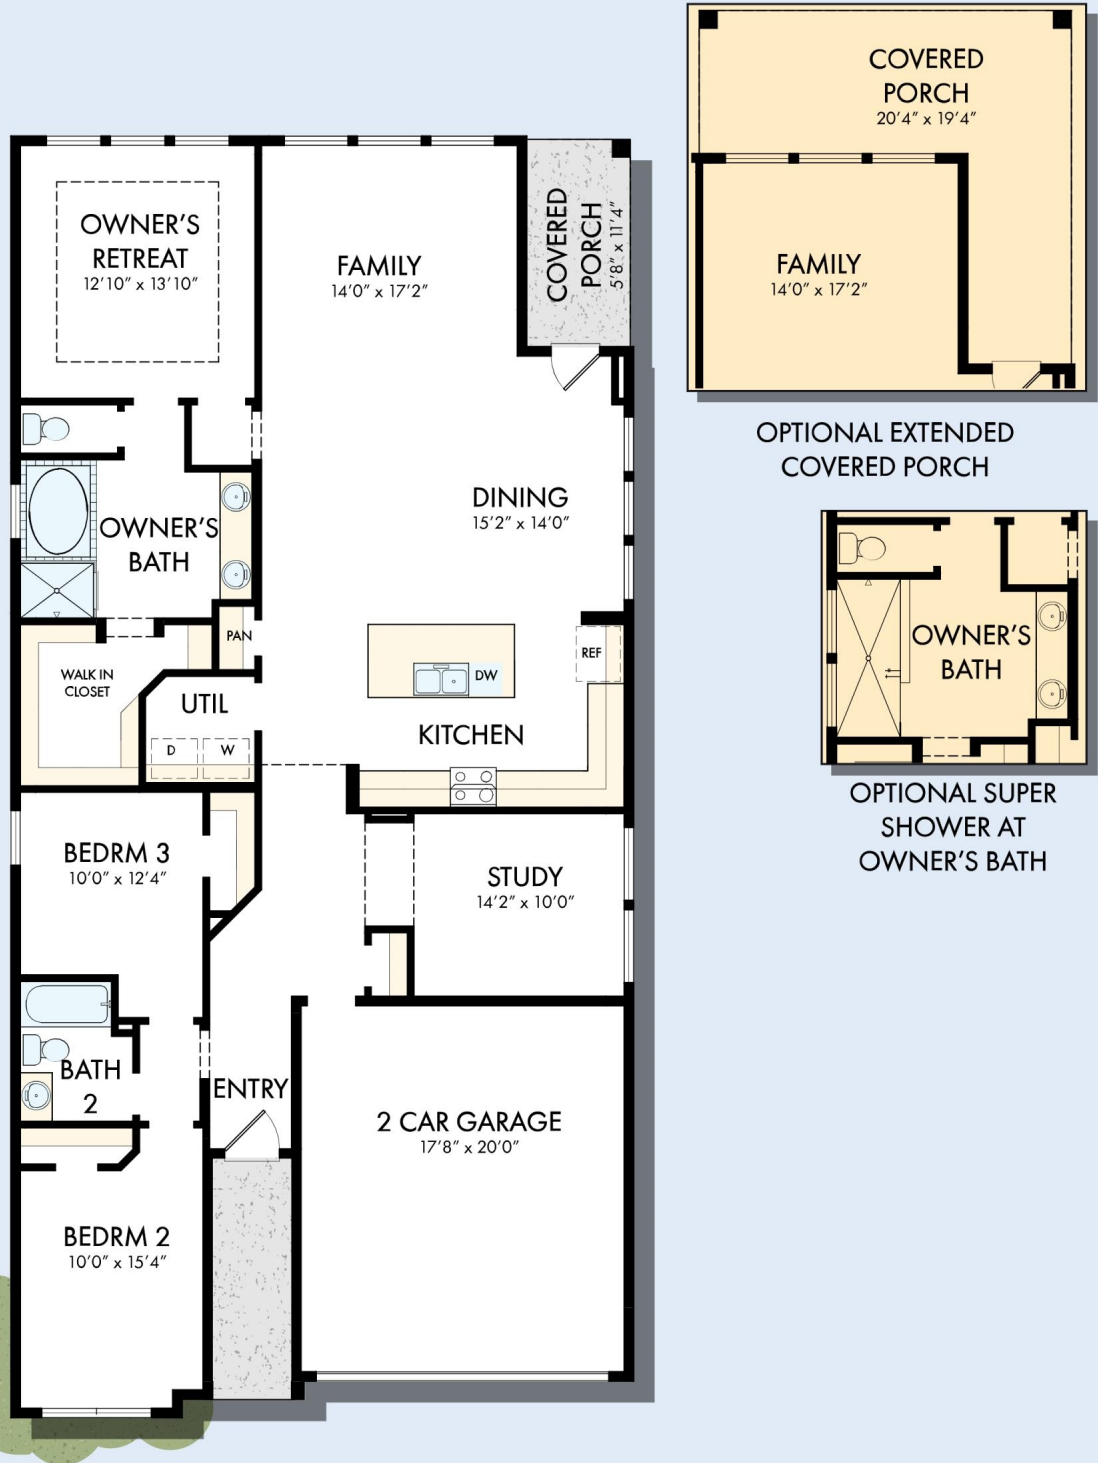 OWNER'S
RETREAT
12'10" x 13'10"
FAMILY
14'0" x 17'2"
COVERED
PORCH
5'8" x 11'4"
COVERED
PORCH
20'4" x 19'4"
FAMILY
14'0" x 17'2"
OPTIONAL EXTENDED
COVERED PORCH
OWNER'S
BATH
DINING
15'2" x 14'0"
OWNER'S
BATH
OPTIONAL SUPER
SHOWER AT
OWNER'S BATH
PAN
WALK IN
CLOSET
UTIL
D
W
REF
DW
KITCHEN
BEDRM 3
10'0" x 12'4"
STUDY
14'2" x 10'0"
BATH
2
ENTRY
2 CAR GARAGE
17'8" x 20'0"
BEDRM 2
10'0" x 15'4"